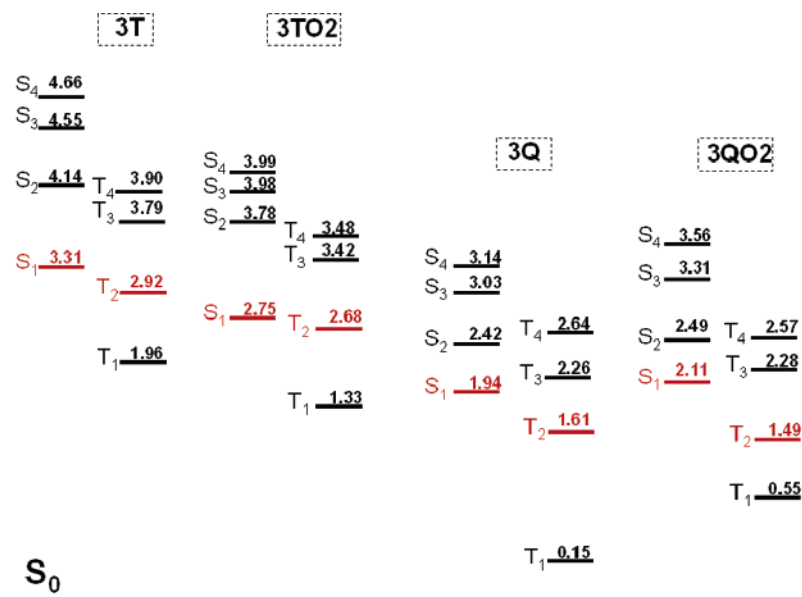 3T
S4 4.66
S3 4.55
S2 4.14
S1 3.31
T4 3.90
T3 3.79
T2 2.92
T1 1.96
3TO2
S4 3.99
S3 3.98
S2 3.78
S1 2.75
T4 3.48
T3 3.42
T2 2.68
T1 1.33
3Q
S4 3.14
S3 3.03
S2 2.42
S1 1.94
T4 2.64
T3 2.26
T2 1.61
T1 0.15
3QO2
S4 3.56
S3 3.31
S2 2.49
S1 2.11
T4 2.57
T3 2.28
T2 1.49
T1 0.55
S0